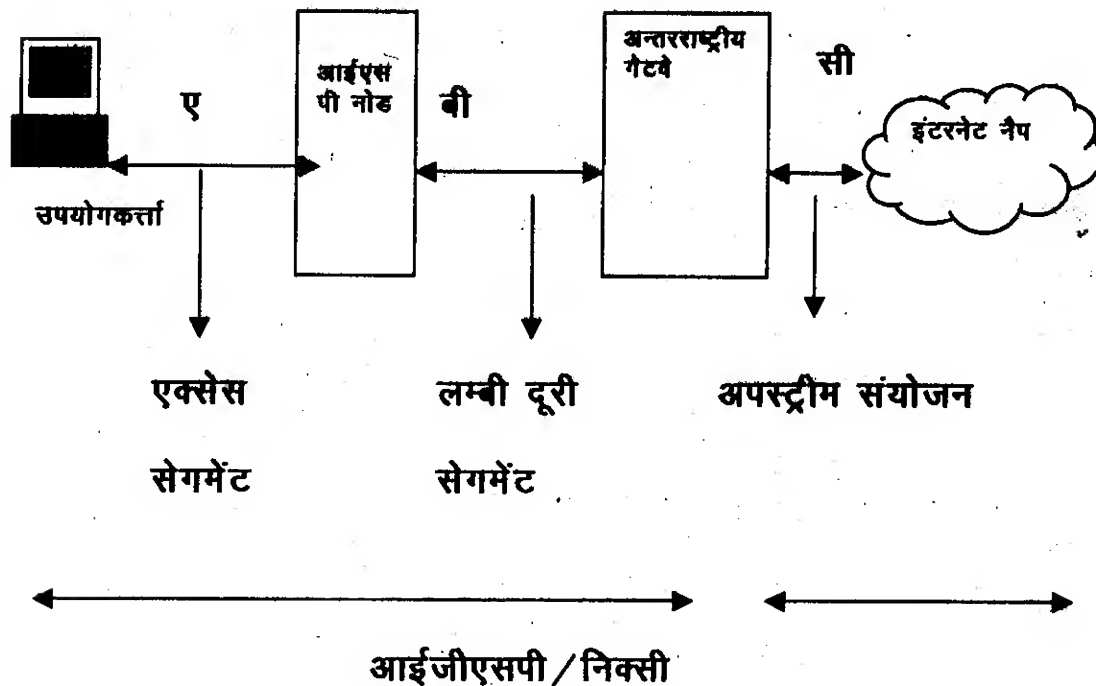 अन्तरराष्ट्रीय
गेटवे
सी
आईएस
पी नोड
ए
बी
इंटरनेट नैप
उपयोगकर्त्ता
एक्सेस
लम्बी दूरी
अपस्ट्रीम संयोजन
सेगमेंट
सेगमेंट
आईजीएसपी/निक्सी